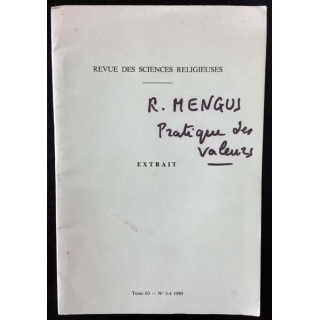 REVUE DES SCIENCES RELIGIEUSES
R. MENGUS
Pratique des
Valeurs
EXTRAIT
Tome 63 — N° 3-4 1989